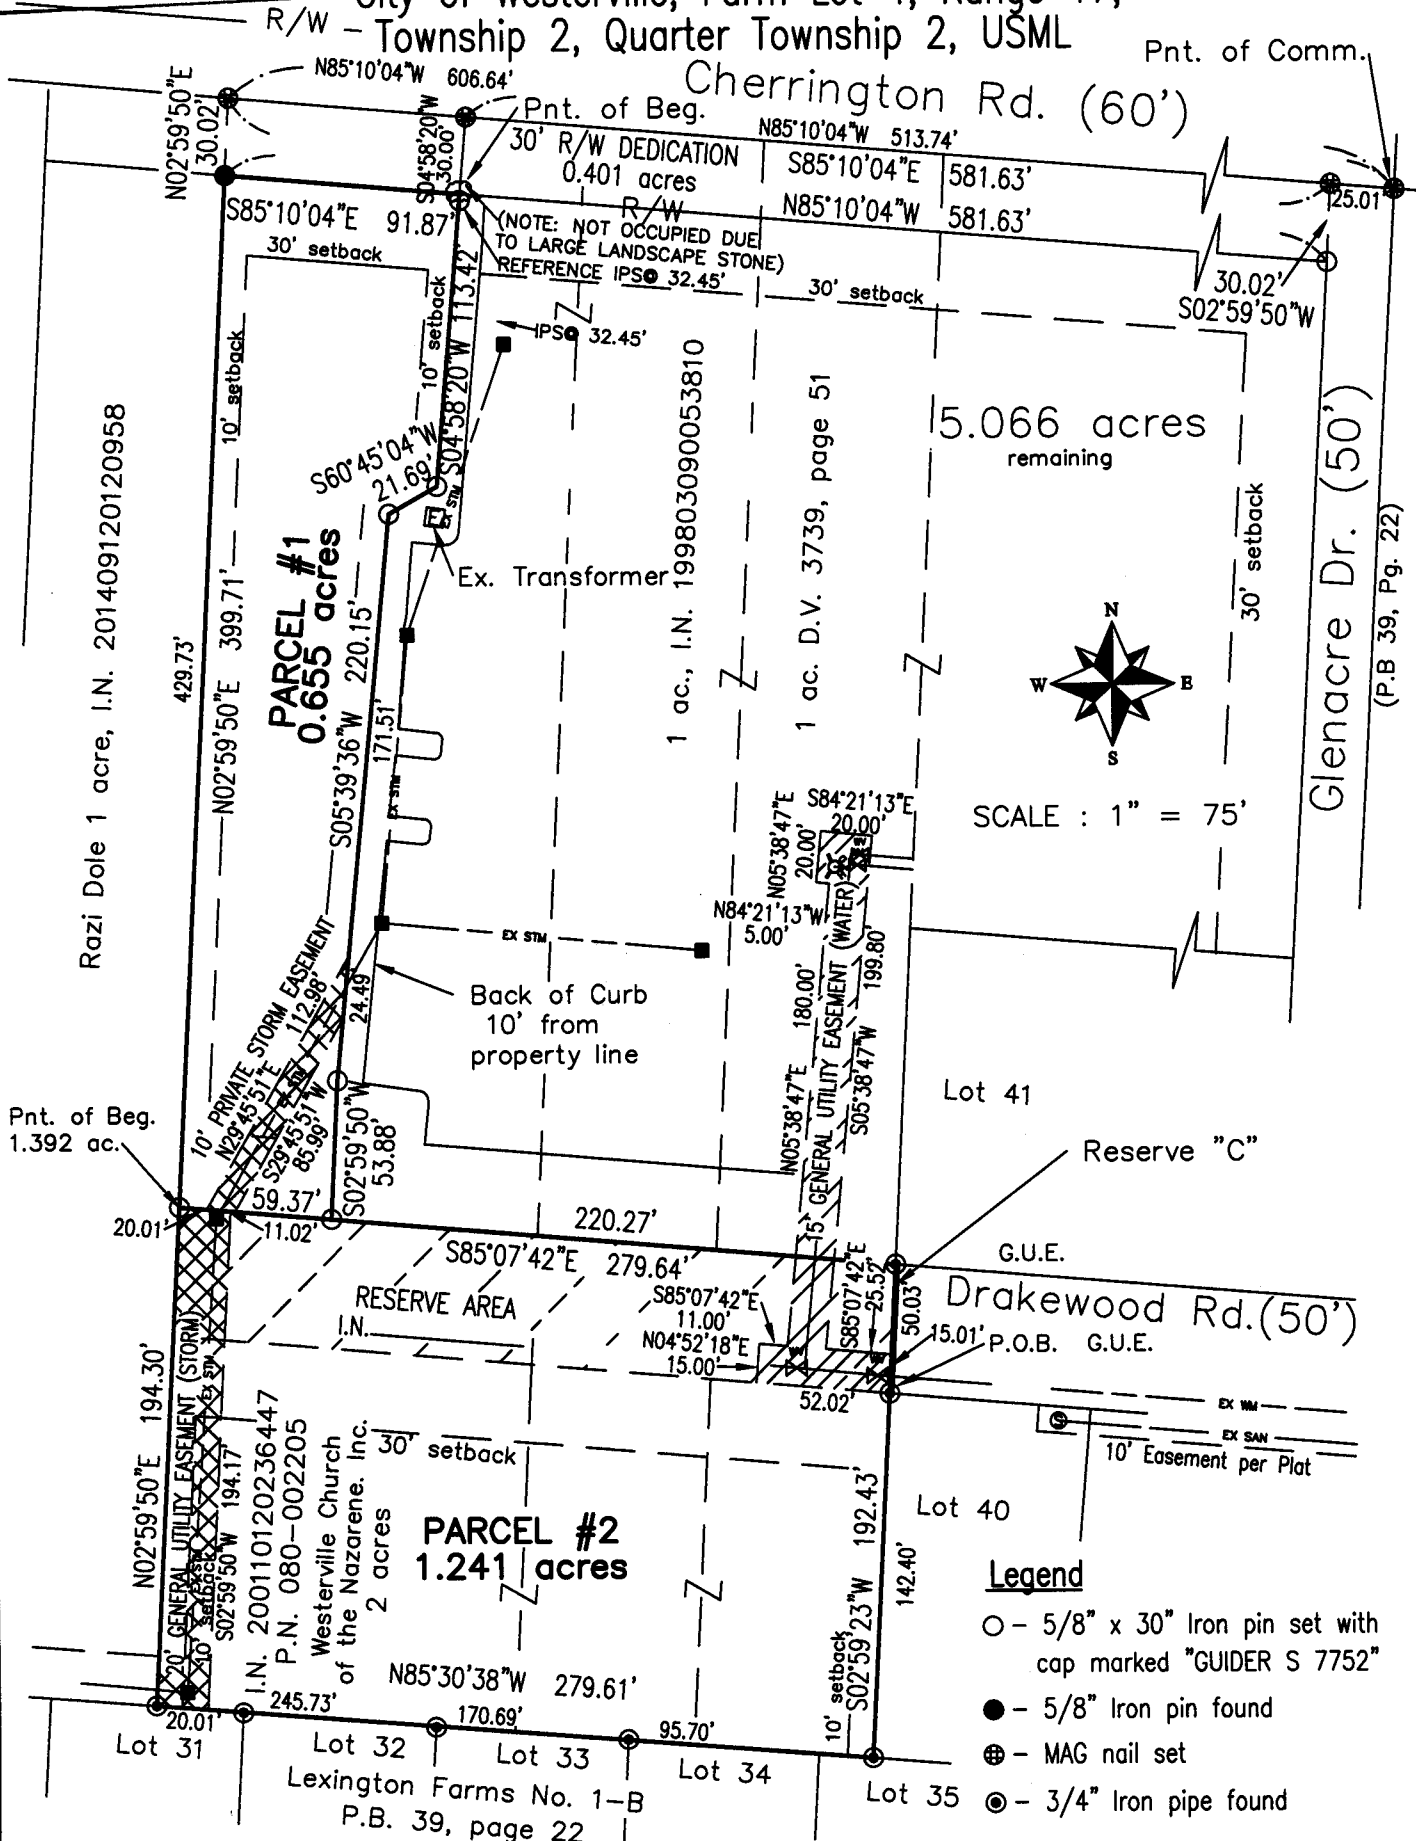 R/W
Township 2, Quarter Township 2, USML
Pnt. of Comm.
N85°10'04"W 606.64'
Cherrington Rd. (60')
N02°59'50"E
30.02'
S04°58'20"W
30.00'
Pnt. of Beg.
30' R/W DEDICATION
0.401 acres
R/W
N85°10'04"W 513.74'
S85°10'04"E 581.63'
N85°10'04"W 581.63'
25.01'
30.02'
S02°59'50"W
S85°10'04"E 91.87'
(NOTE: NOT OCCUPIED DUE
TO LARGE LANDSCAPE STONE)
REFERENCE IPS@ 32.45'
30' setback
30' setback
IPS@ 32.45'
10' setback
10' setback
S04°58'20"W 113.42'
S60°45'04"W
21.69'
EX STM
E
Ex. Transformer
Razi Dole 1 acre, I.N. 201409120120958
429.73'
N02°59'50"E 399.71'
PARCEL #1
0.655 acres
S05°39'36"W 220.15'
171.51'
EX STM
1 ac., I.N. 199803090053810
1 ac. D.V. 3739, page 51
5.066 acres
remaining
30' setback
Glenacre Dr. (50')
(P.B 39, Pg. 22)
N
W
E
S
SCALE : 1" = 75'
S84°21'13"E
20.00'
N05°38'47"E
20.00'
N84°21'13"W
5.00'
EX STM
24.49'
Back of Curb
10' from
property line
10' PRIVATE STORM EASEMENT
N29°45'51"E 112.98'
EX STM
S29°45'51"W
85.99'
S02°59'50"W
53.88'
N05°38'47"E 180.00'
15' GENERAL UTILITY EASEMENT (WATER)
S05°38'47"W 199.80'
Lot 41
Reserve "C"
Pnt. of Beg.
1.392 ac.
59.37'
20.01'
11.02'
220.27'
S85°07'42"E 279.64'
RESERVE AREA
I.N.
S85°07'42"E
11.00'
N04°52'18"E
15.00'
S85°07'42"E
25.52'
50.03'
G.U.E.
Drakewood Rd.(50')
15.01'
P.O.B. G.U.E.
52.02'
EX WM
S
EX SAN
10' Easement per Plat
N02°59'50"E 194.30'
20' GENERAL UTILITY EASEMENT (STORM)
EX STM
EX STM
10' setback
S02°59'50"W 194.17'
I.N. 200110120236447
P.N. 080-002205
Westerville Church
of the Nazarene. Inc.
2 acres
30' setback
PARCEL #2
1.241 acres
Lot 40
10' setback
S02°59'23"W 192.43'
142.40'
N85°30'38"W 279.61'
20.01'
245.73'
170.69'
95.70'
Lot 31
Lot 32
Lot 33
Lot 34
Lot 35
Lexington Farms No. 1-B
P.B. 39, page 22
Legend
5/8" x 30" Iron pin set with
cap marked "GUIDER S 7752"
5/8" Iron pin found
MAG nail set
3/4" Iron pipe found